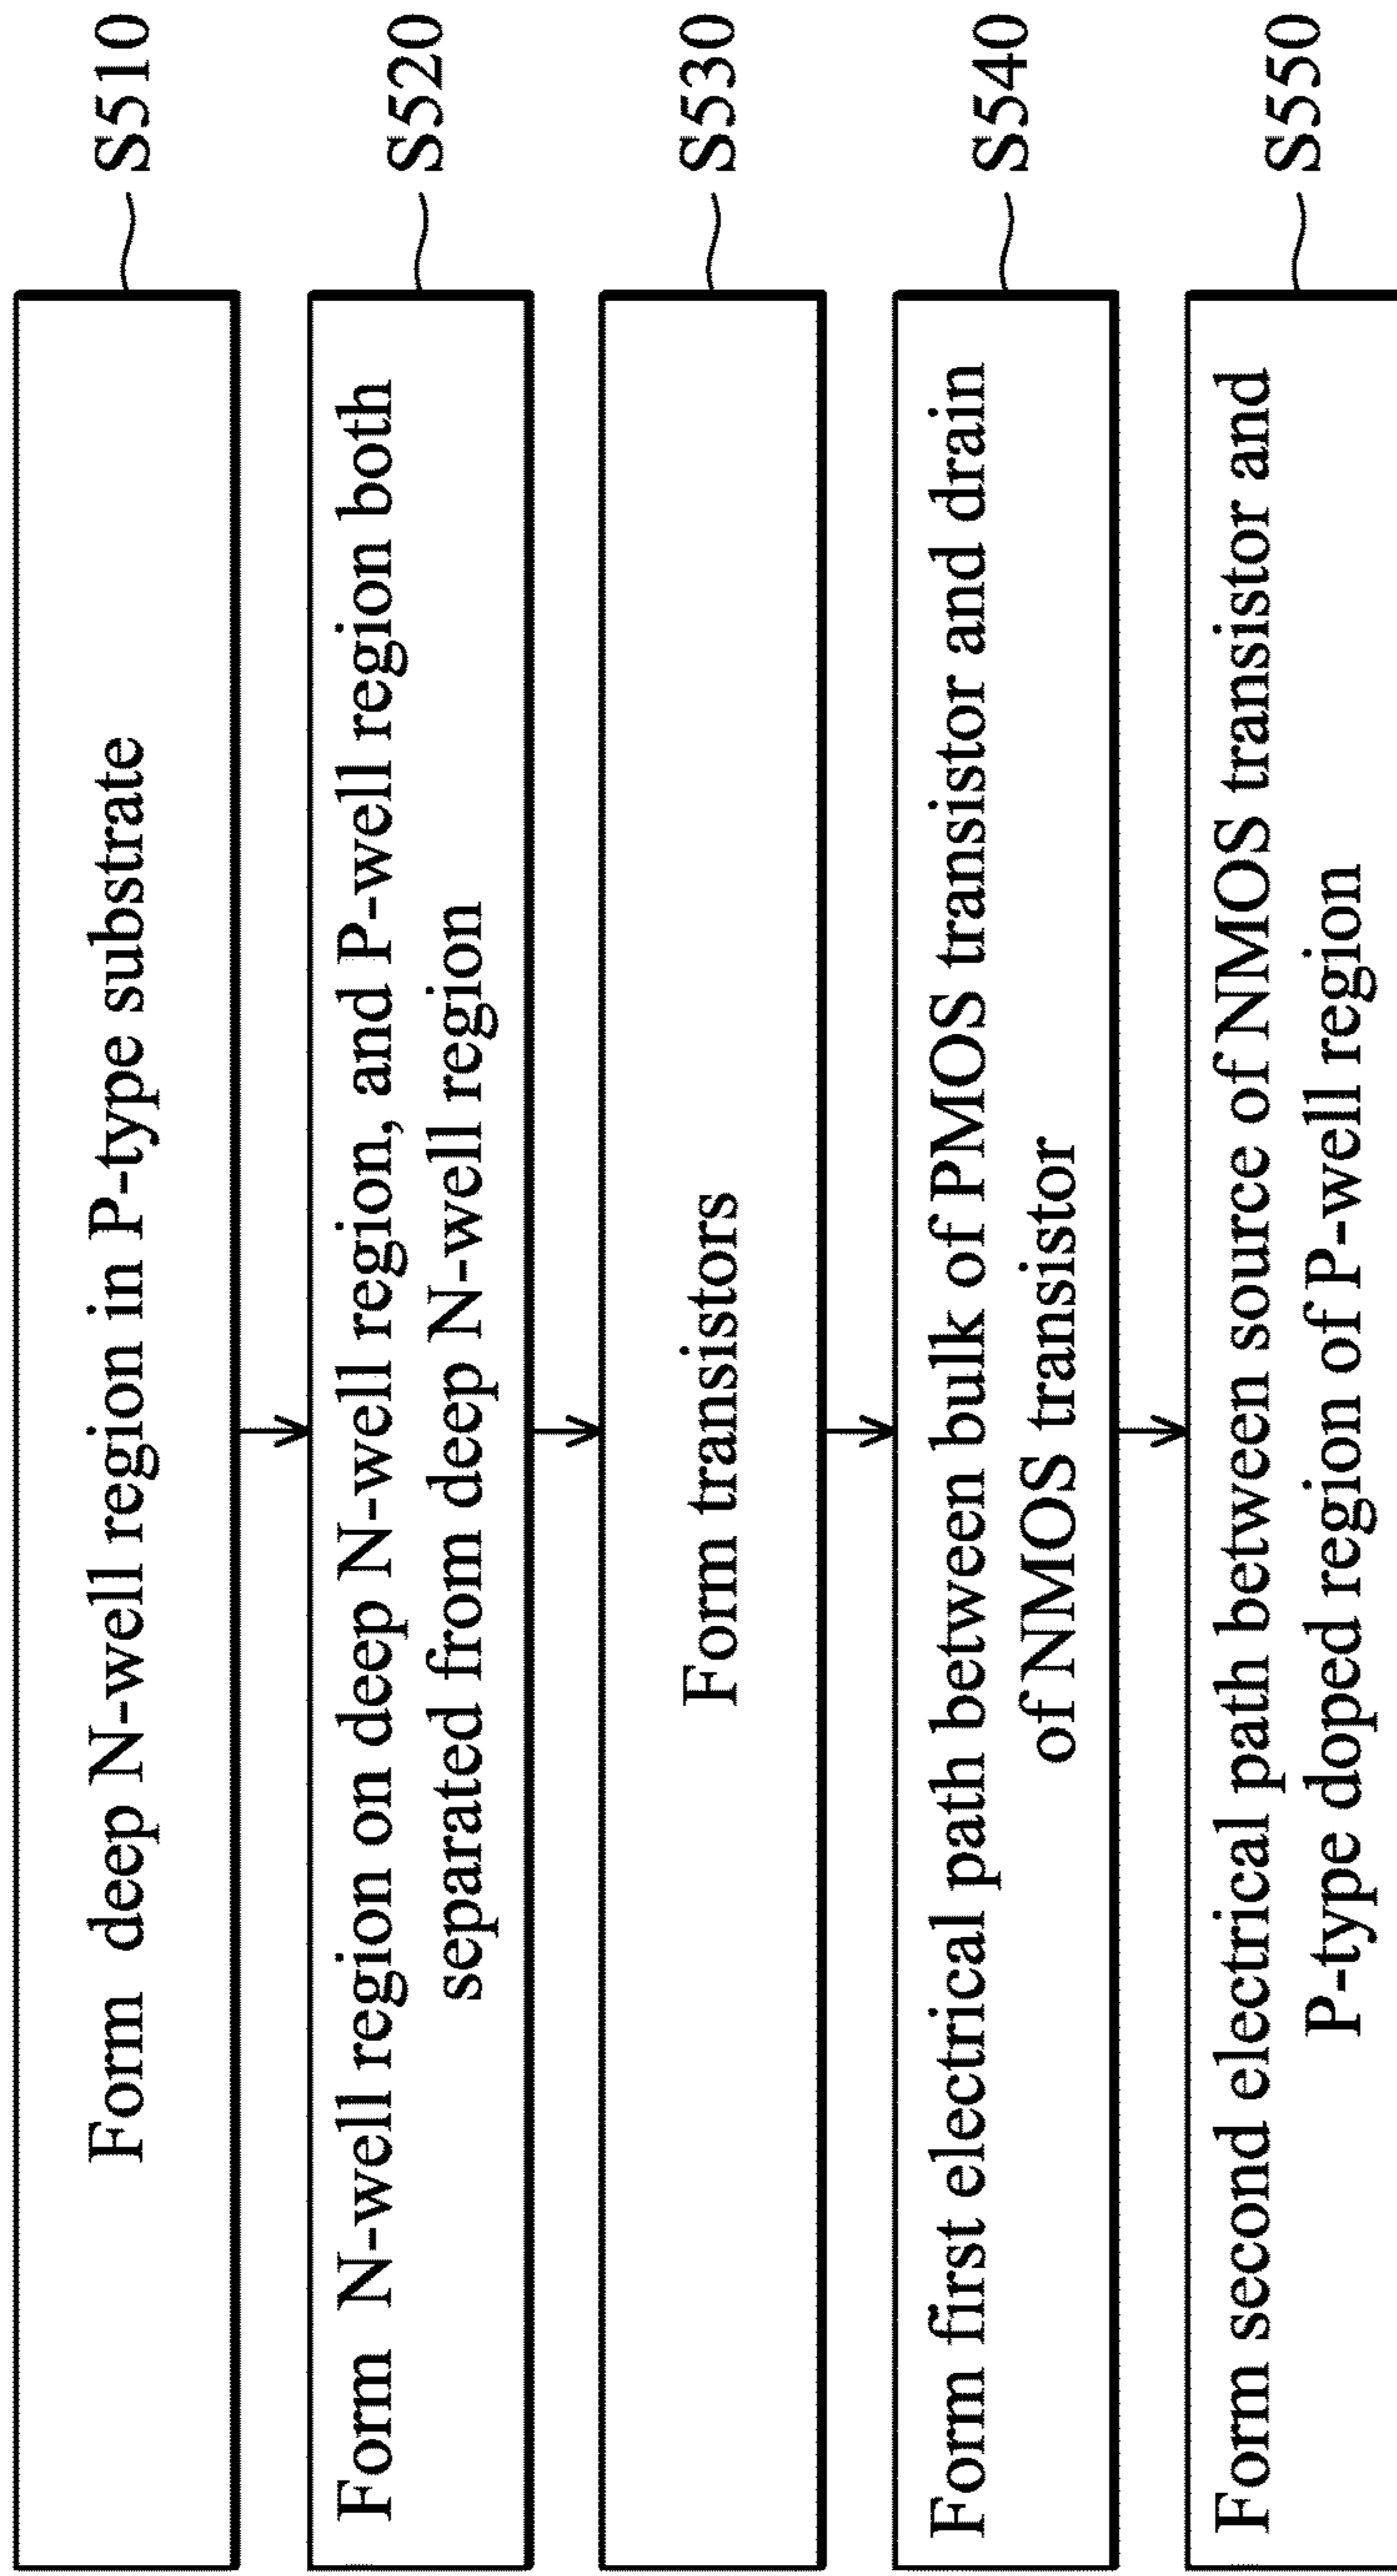 Form deep N-well region in P-type substrate
S510
Form N-well region on deep N-well region, and P-well region both
separated from deep N-well region
S520
Form transistors
S530
Form first electrical path between bulk of PMOS transistor and drain
of NMOS transistor
S540
Form second electrical path between source of NMOS transistor and
P-type doped region of P-well region
S550